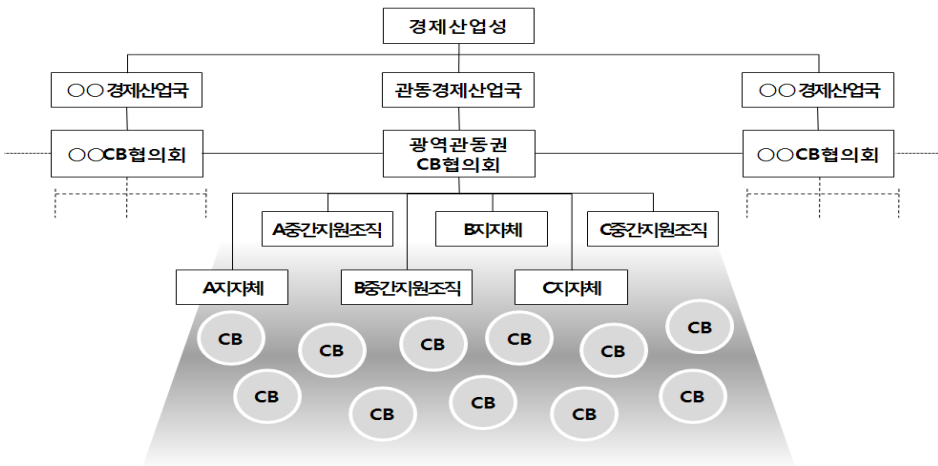 경제산업성
○○경제산업국
관동경제산업국
○○경제산업국
○○CB협의회
광역관동권
CB협의회
○○CB협의회
A중간지원조직
B지자체
C중간지원조직
A지자체
B중간지원조직
C지자체
CB
CB
CB
CB
CB
CB
CB
CB
CB
CB
CB